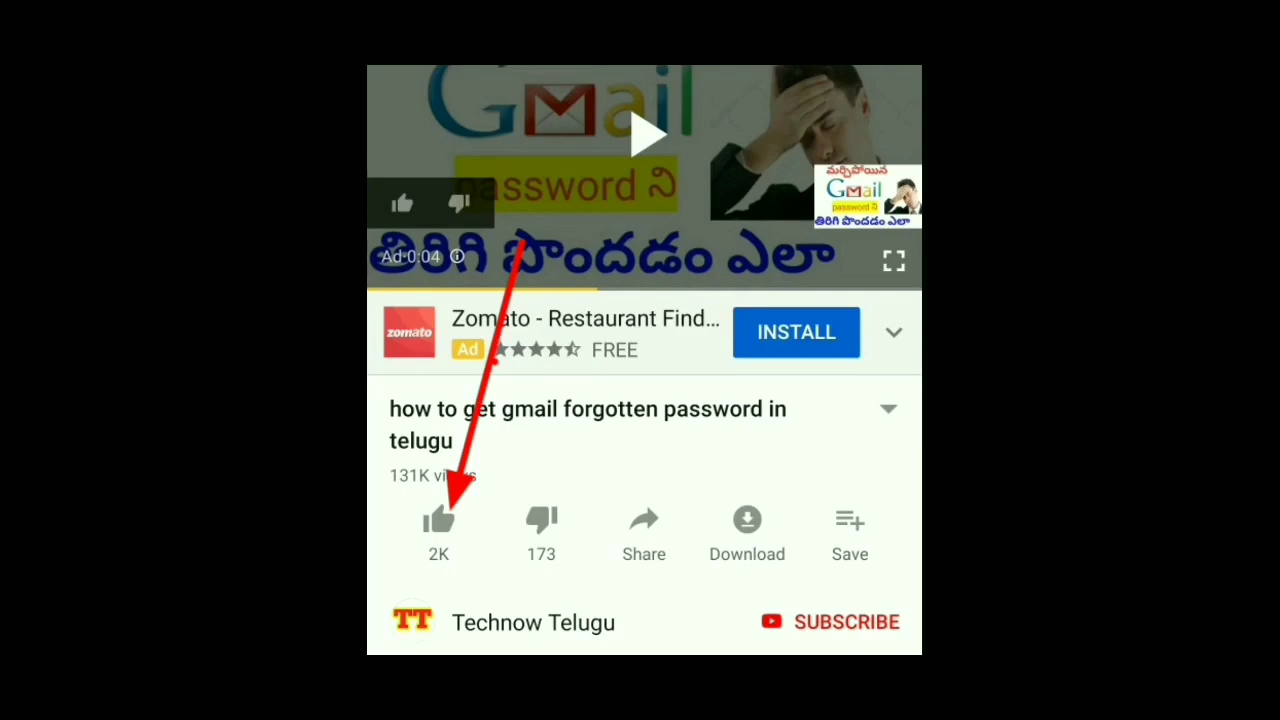 Gmail
password ని
మర్చిపోయిన
Gmail
password ని
తిరిగి పొందడం ఎలా
తిరిగి పొందడం ఎలా
Ad·0:04
zomato
Zomato - Restaurant Find...
INSTALL
Ad
FREE
how to get gmail forgotten password in
telugu
131K views
2K
173
Share
Download
Save
TT
Technow Telugu
SUBSCRIBE